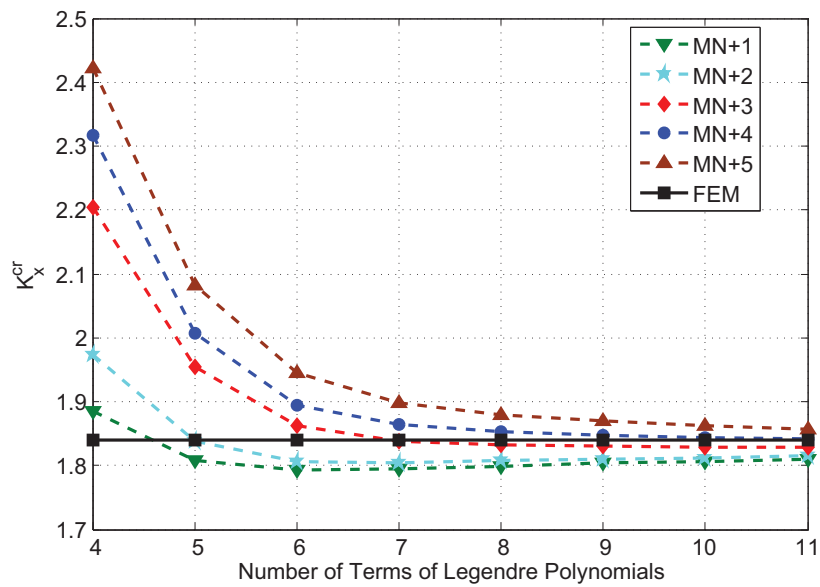 2.5
2.4
2.3
2.2
2.1
2
1.9
1.8
1.7
K_x^cr
4 5 6 7 8 9 10 11
Number of Terms of Legendre Polynomials
MN+1
MN+2
MN+3
MN+4
MN+5
FEM